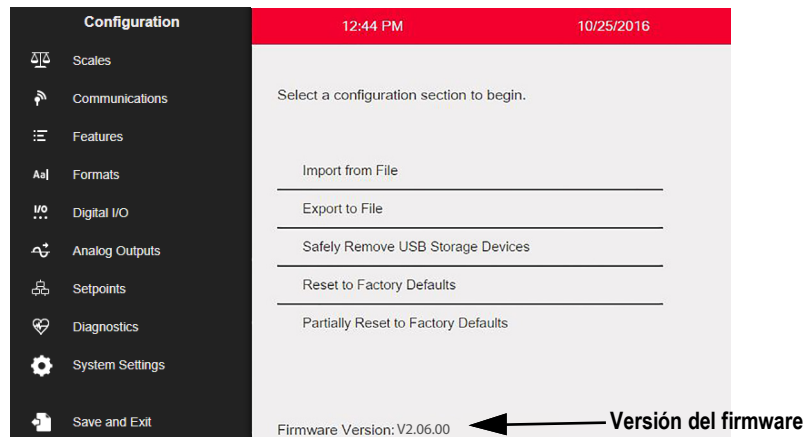 Configuration
12:44 PM
10/25/2016
Scales
Communications
Features
Aa
Formats
I/O
Digital I/O
Analog Outputs
Setpoints
Diagnostics
System Settings
Save and Exit
Select a configuration section to begin.
Import from File
Export to File
Safely Remove USB Storage Devices
Reset to Factory Defaults
Partially Reset to Factory Defaults
Firmware Version: V2.06.00
Versión del firmware